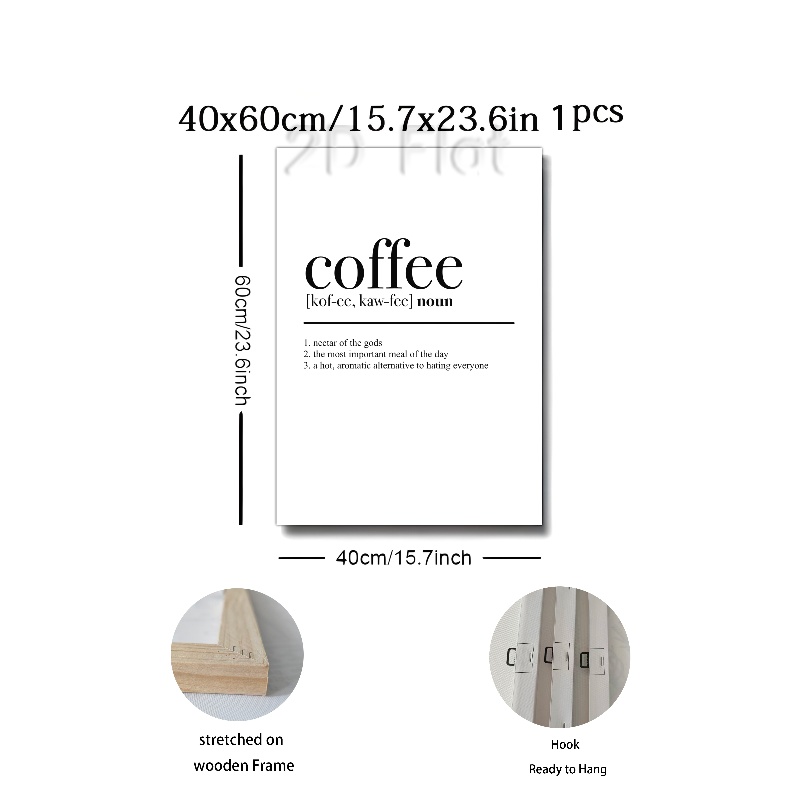 40x60cm/15.7x23.6in 1pcs
2D Flat
coffee
[kof-ee, kaw-fee] noun
1. nectar of the gods
2. the most important meal of the day
3. a hot, aromatic alternative to hating everyone
60cm/23.6inch
40cm/15.7inch
stretched on
wooden Frame
Hook
Ready to Hang